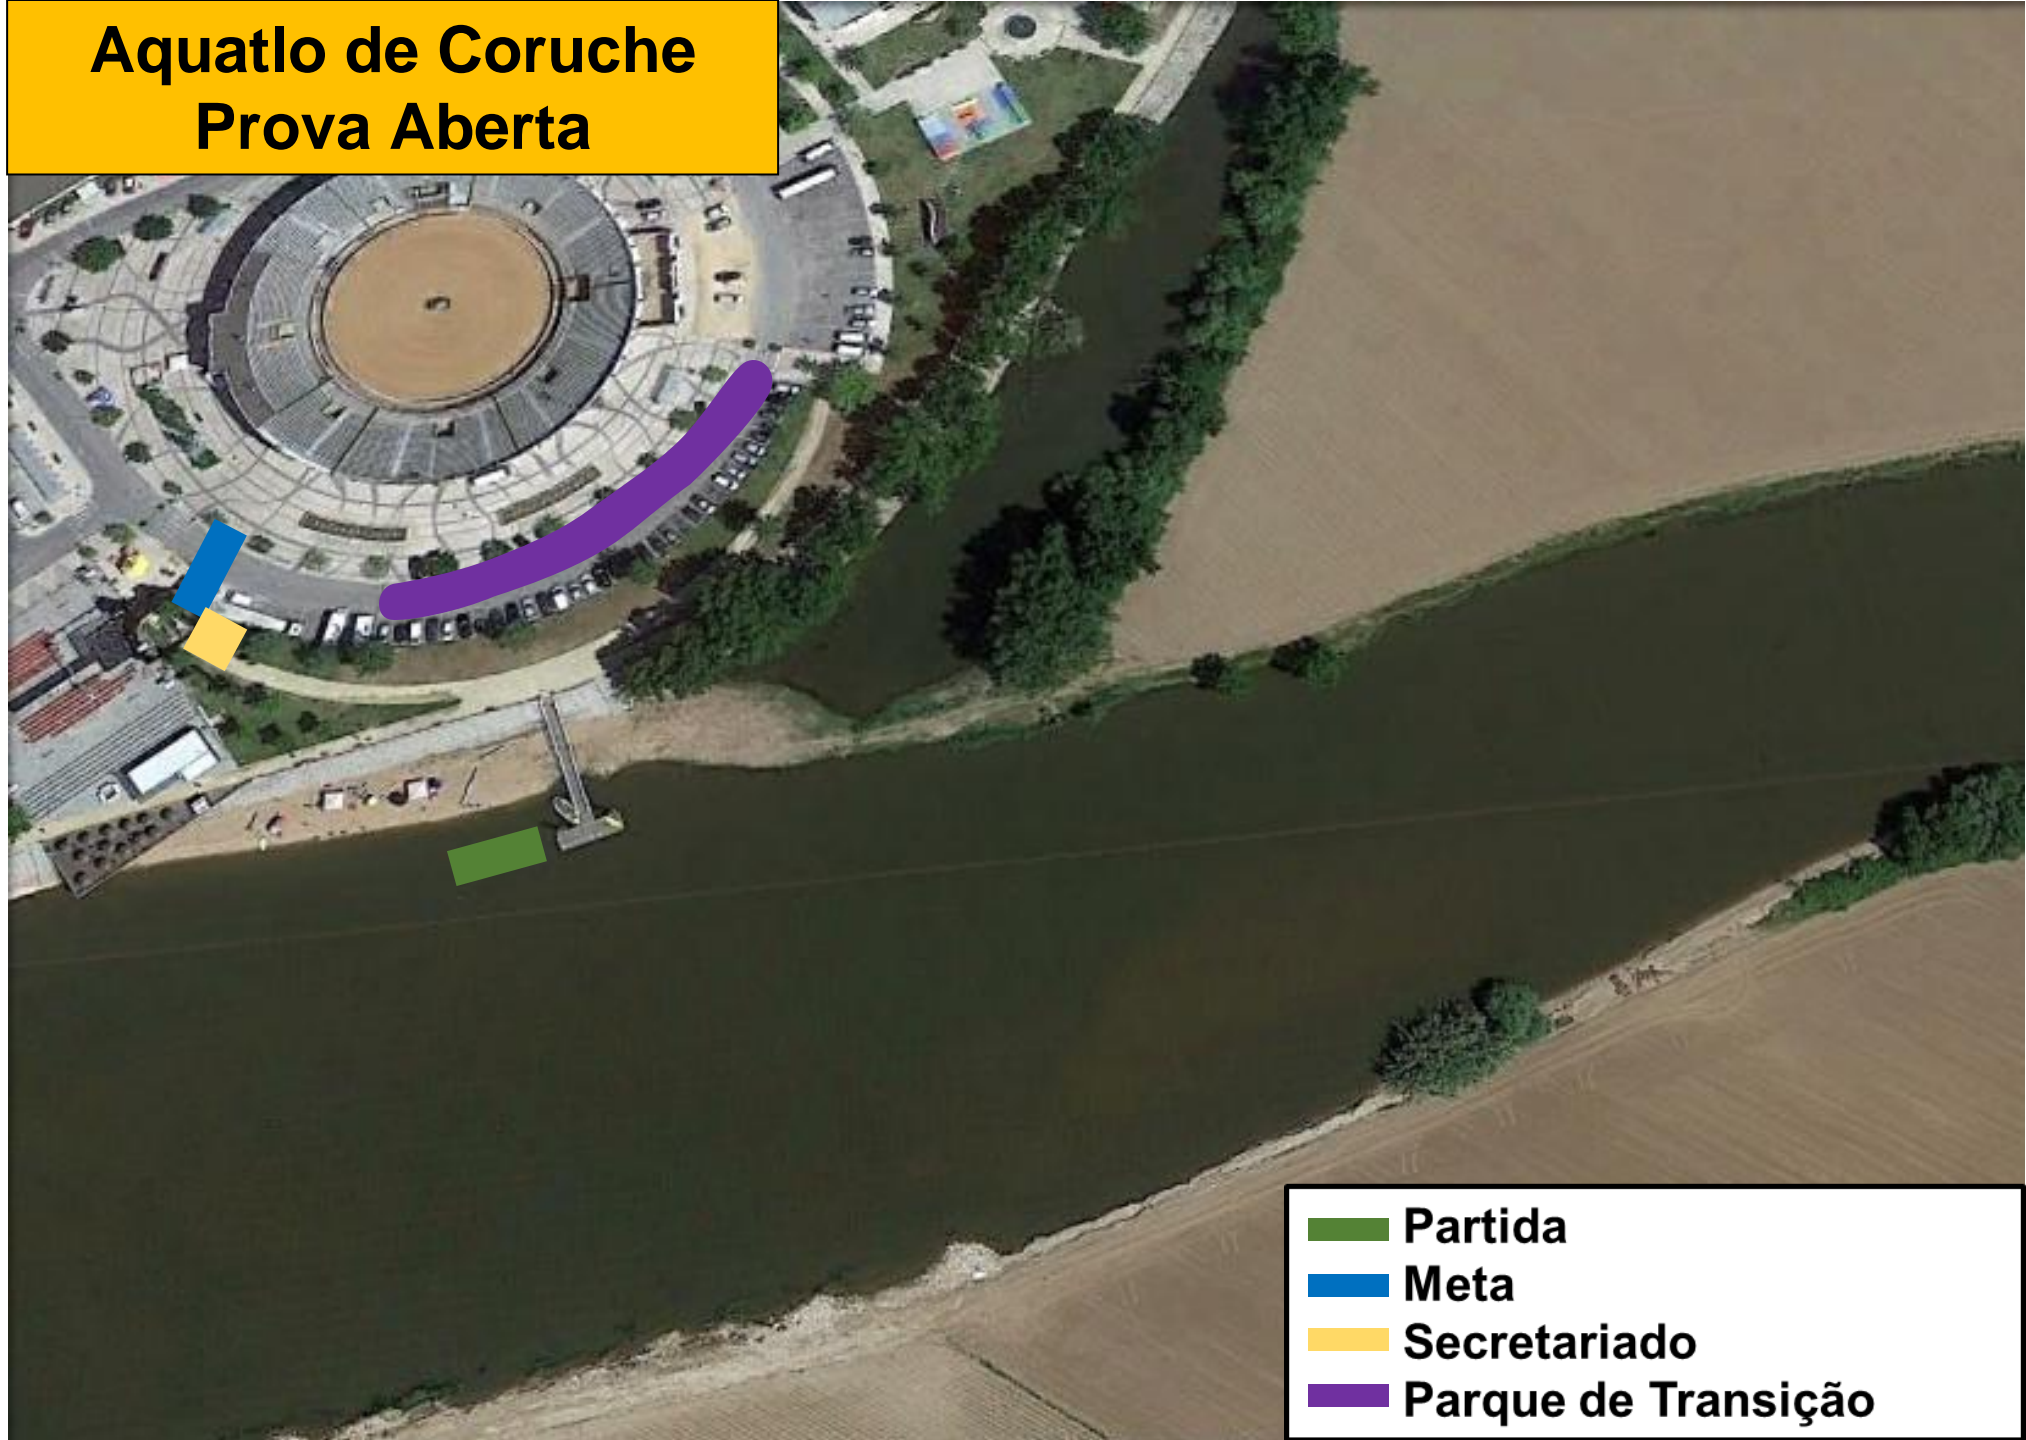 Aquatlo de Coruche
Prova Aberta
Partida
Meta
Secretariado
Parque de Transição